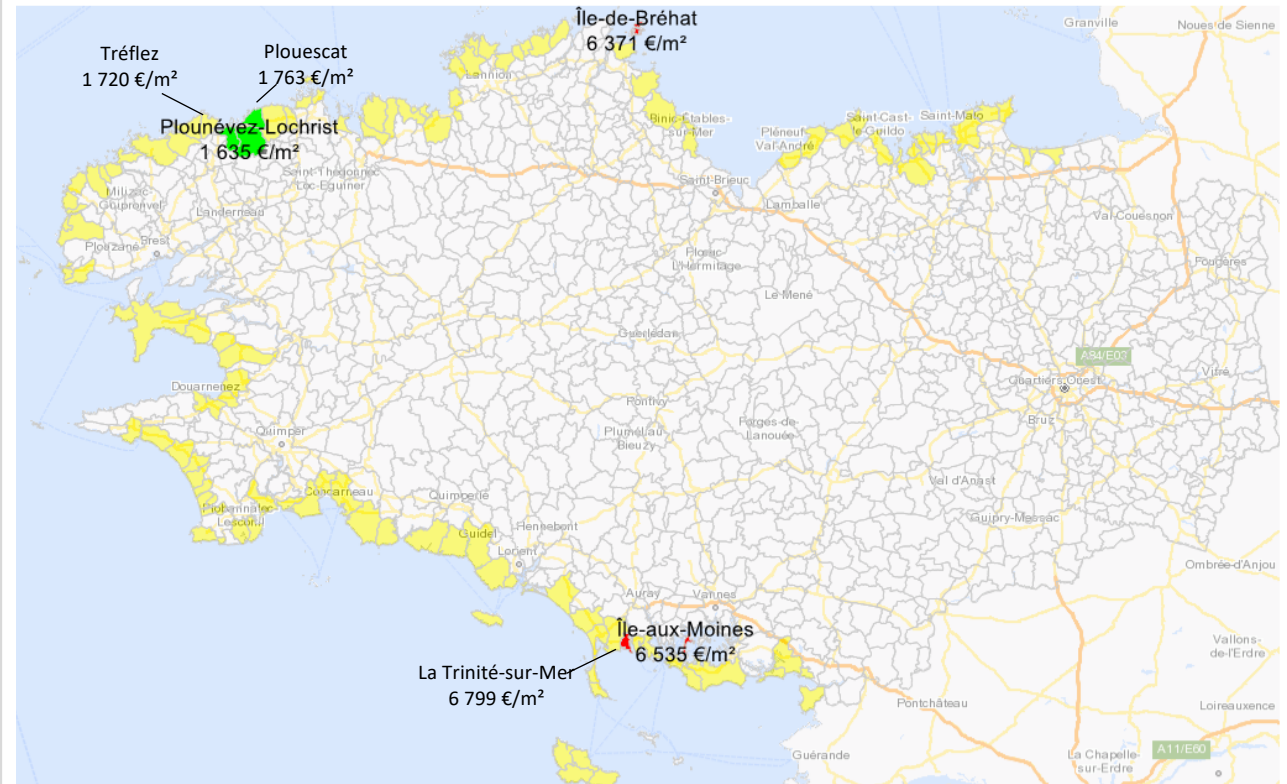 Île-de-Bréhat
6 371 €/m²
Granville
Noues de Sienne
Tréflez
1 720 €/m²
Plouescat
1 763 €/m²
Lannion
Plounévez-Lochrist
1 635 €/m²
Binic-Étables-
sur-Mer
Saint-Cast-
le-Guildo
Saint-Malo
Pléneuf-
Val-André
Saint-Thégonnec
Loc-Eguiner
Saint-Brieuc
Milizac-
Guipronvel
Landerneau
Lamballe
Val-Couesnon
Plouzané
Brest
Plœuc-
L'Hermitage
Fougères
Le Mené
Guerlédan
A84/E03
Vitré
Douarnenez
Quartiers Ouest
Pontivy
Bruz
Quimper
Pluméliau-
Bieuzy
Forges de
Lanouée
Val d'Anast
Concarneau
Quimperlé
Plobannalec-
Lesconil
Guipry-Messac
Guidel
Hennebont
Lorient
Ombrée-d'Anjou
Auray
Vannes
Île-aux-Moines
6 535 €/m²
Vallons-
de-l'Erdre
La Trinité-sur-Mer
6 799 €/m²
Pontchâteau
Loireauxence
Guérande
La Chapelle-
sur-Erdre
A11/E60